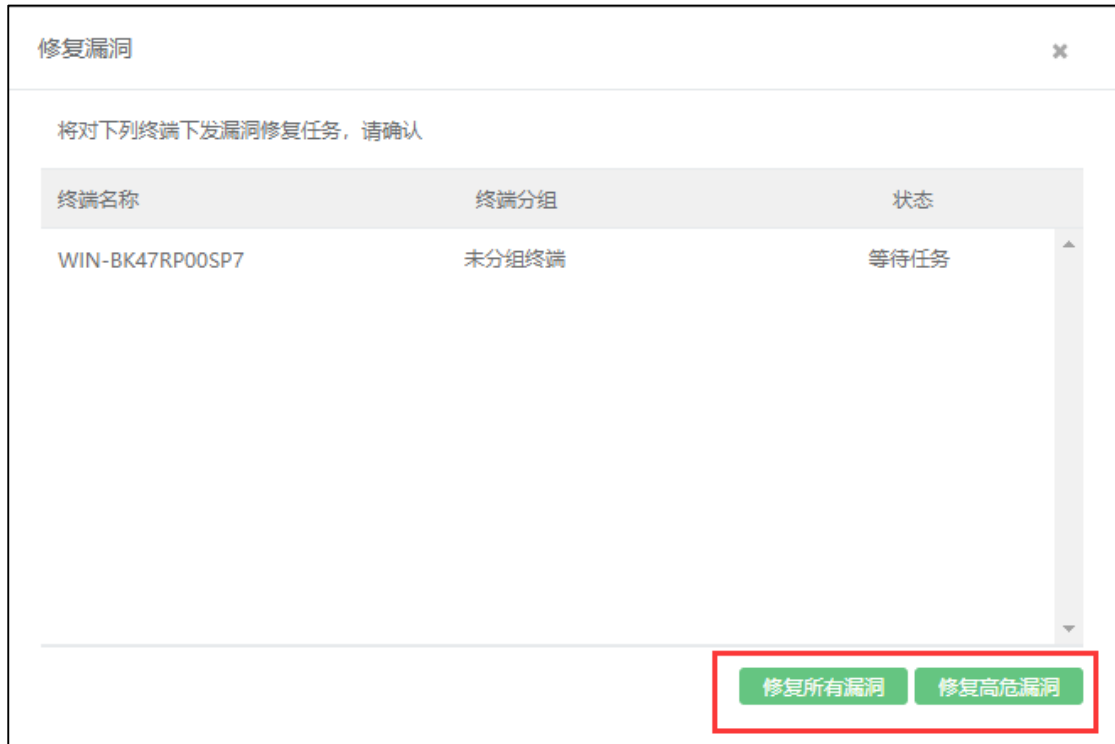 修复漏洞
将对下列终端下发漏洞修复任务，请确认
终端名称 终端分组 状态
WIN-BK47RP00SP7 未分组终端 等待任务
修复所有漏洞 修复高危漏洞